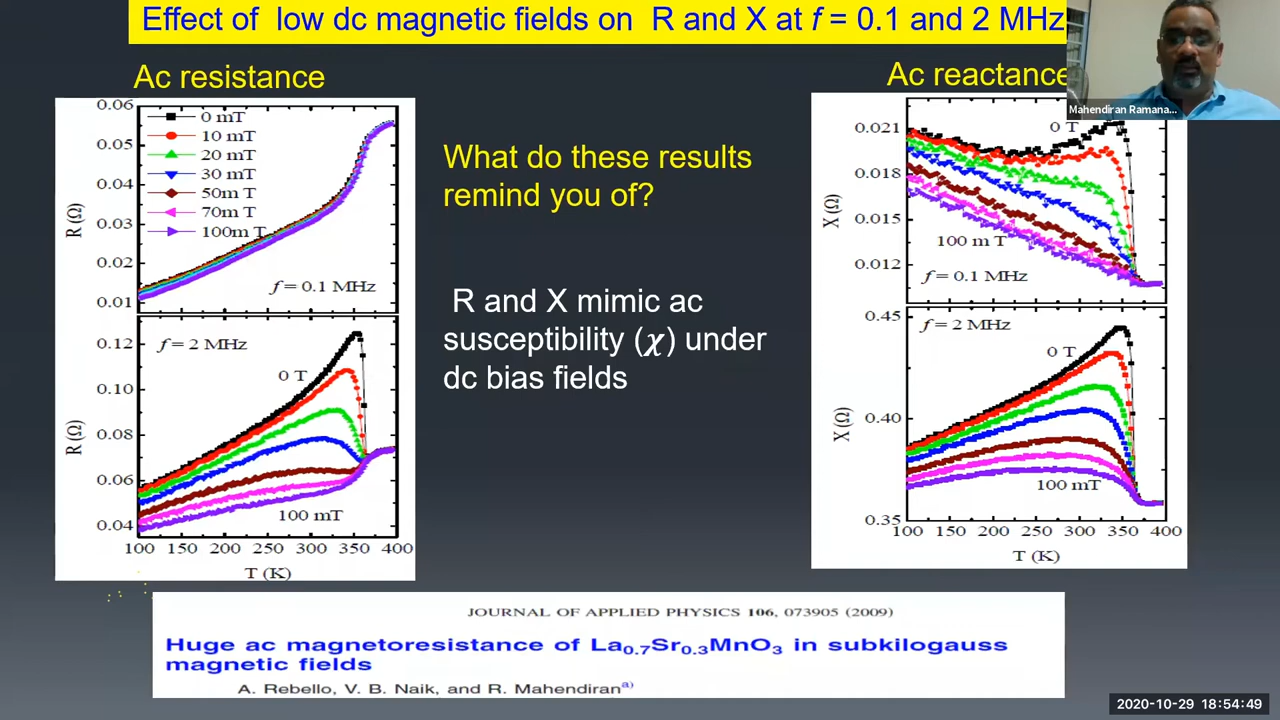 Effect of low dc magnetic fields on R and X at f = 0.1 and 2 MHz
Mahendiran Ramana...
Ac resistance
Ac reactance
0.06
0.05
0.04
0.03
0.02
0.01
R (Ω)
0 mT
10 mT
20 mT
30 mT
50m T
70m T
100m T
f = 0.1 MHz
0.12
0.10
0.08
0.06
0.04
R (Ω)
f = 2 MHz
0 T
100 mT
100 150 200 250 300 350 400
T (K)
What do these results
remind you of?
R and X mimic ac
susceptibility (χ) under
dc bias fields
0.021
0.018
0.015
0.012
X (Ω)
0 T
100 m T
f = 0.1 MHz
0.45
0.40
0.35
X (Ω)
f = 2 MHz
0 T
100 mT
100 150 200 250 300 350 400
T (K)
JOURNAL OF APPLIED PHYSICS 106, 073905 (2009)
Huge ac magnetoresistance of La0.7Sr0.3MnO3 in subkilogauss
magnetic fields
A. Rebello, V. B. Naik, and R. Mahendiran a)
2020-10-29 18:54:49